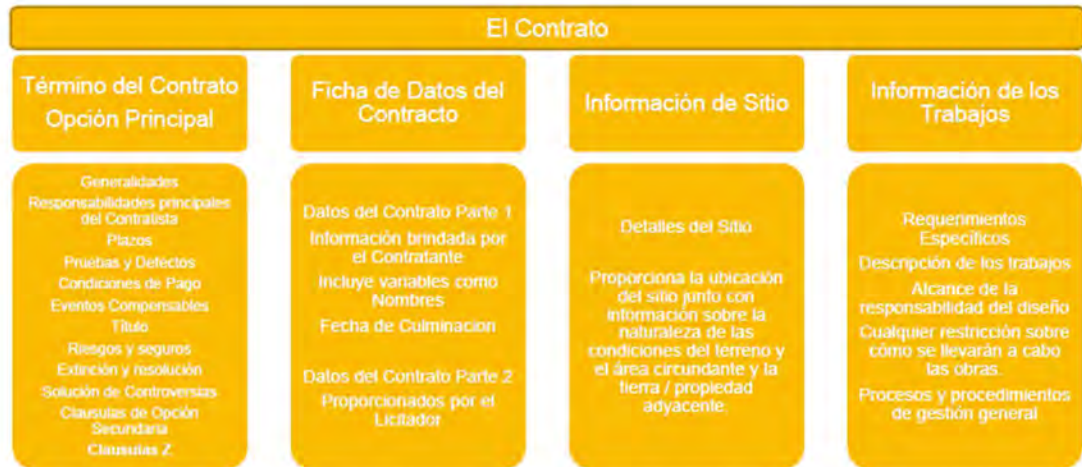 El Contrato
Término del Contrato
Opción Principal
Generalidades
Responsabilidades principales
del Contratista
Plazos
Pruebas y Defectos
Condiciones de Pago
Eventos Compensables
Título
Riesgos y seguros
Extinción y resolución
Solución de Controversias
Clausulas de Opción
Secundaria
Clausulas Z
Ficha de Datos del
Contracto
Datos del Contrato Parte 1
Información brindada por
el Contratante
Incluye variables como
Nombres
Fecha de Culminacion
Datos del Contrato Parte 2
Proporcionados por el
Licitador
Información de Sitio
Detalles del Sitio
Proporciona la ubicación
del sitio junto con
información sobre la
naturaleza de las
condiciones del terreno y
el área circundante y la
tierra / propiedad
adyacente.
Información de los
Trabajos
Requerimientos
Específicos
Descripción de los trabajos
Alcance de la
responsabilidad del diseño
Cualquier restricción sobre
cómo se llevarán a cabo
las obras.
Procesos y procedimientos
de gestión general